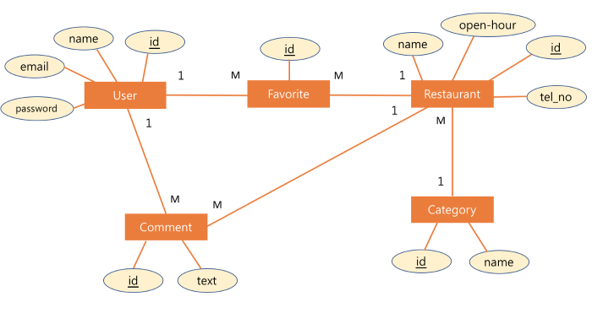 open-hour
name
id
id
name
id
email
1
M
M
1
User
Favorite
Restaurant
tel_no
password
1
1
M
M
M
1
Category
Comment
id
name
id
text